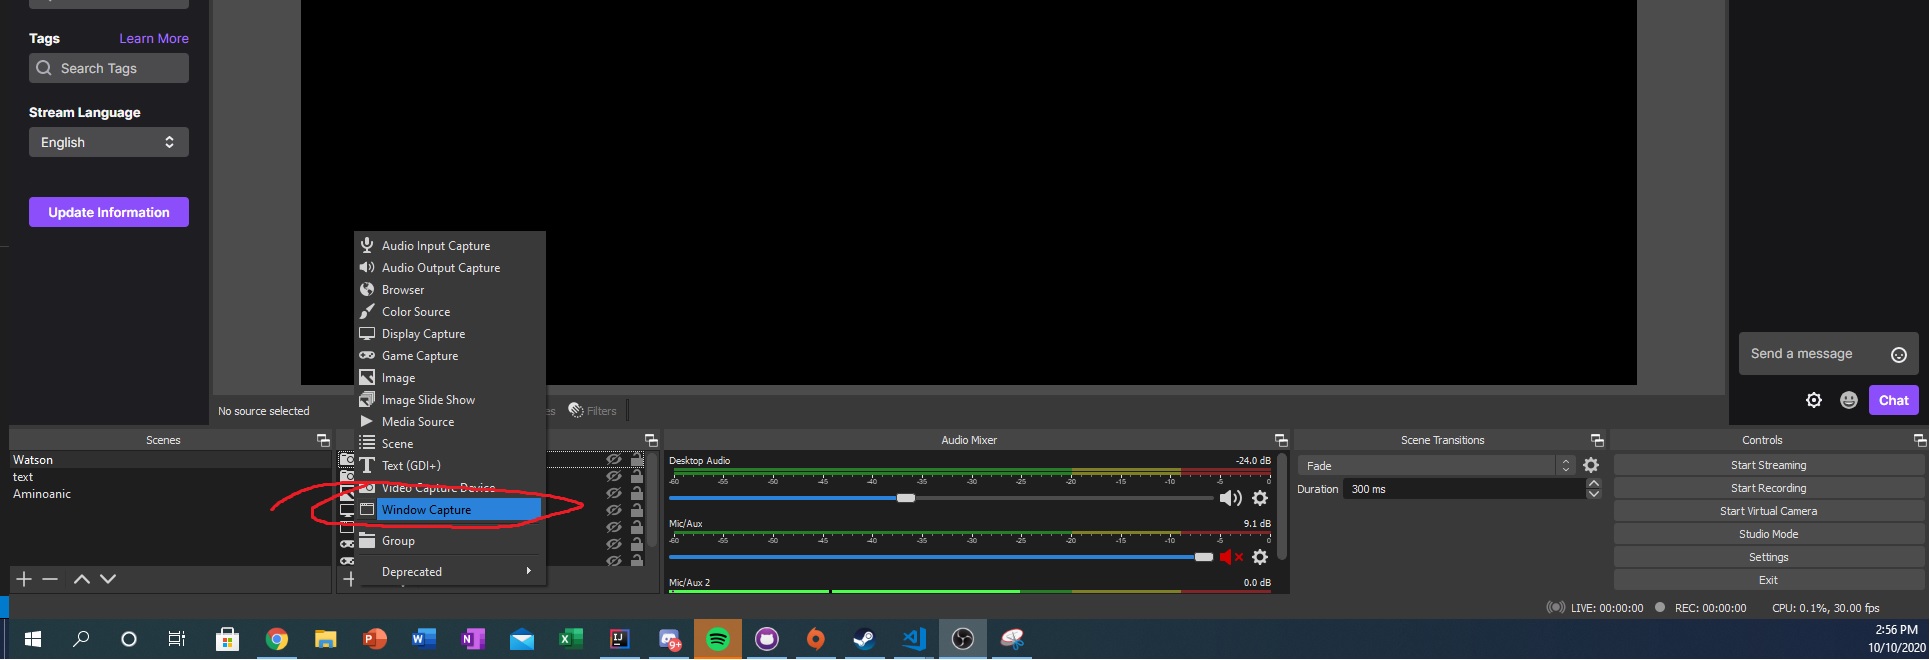 Tags Learn More
Search Tags
Stream Language
English
Update Information
Audio Input Capture
Audio Output Capture
Browser
Color Source
Display Capture
Game Capture
Image
Image Slide Show
Media Source
Scene
Text (GDI+)
Video Capture Device
Window Capture
Group
Deprecated
No source selected
es Filters
Send a message
Chat
Scenes
Watson
text
Aminoanic
Audio Mixer
Desktop Audio -24.0 dB
-60 -55 -50 -45 -40 -35 -30 -25 -20 -15 -10 -5 0
Mic/Aux 9.1 dB
-60 -55 -50 -45 -40 -35 -30 -25 -20 -15 -10 -5 0
Mic/Aux 2 0.0 dB
Scene Transitions
Fade
Duration 300 ms
Controls
Start Streaming
Start Recording
Start Virtual Camera
Studio Mode
Settings
Exit
LIVE: 00:00:00 REC: 00:00:00 CPU: 0.1%, 30.00 fps
9+
2:56 PM
10/10/2020